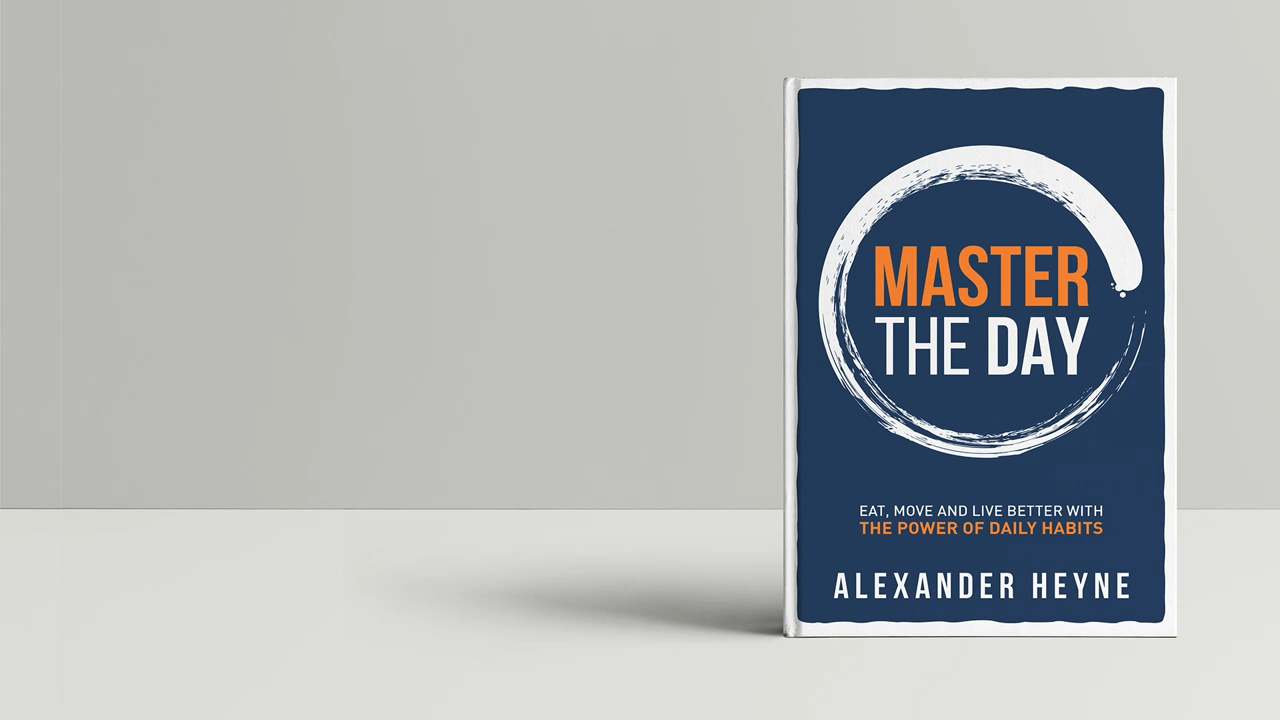 MASTER
THE DAY
EAT, MOVE AND LIVE BETTER WITH
THE POWER OF DAILY HABITS
ALEXANDER HEYNE